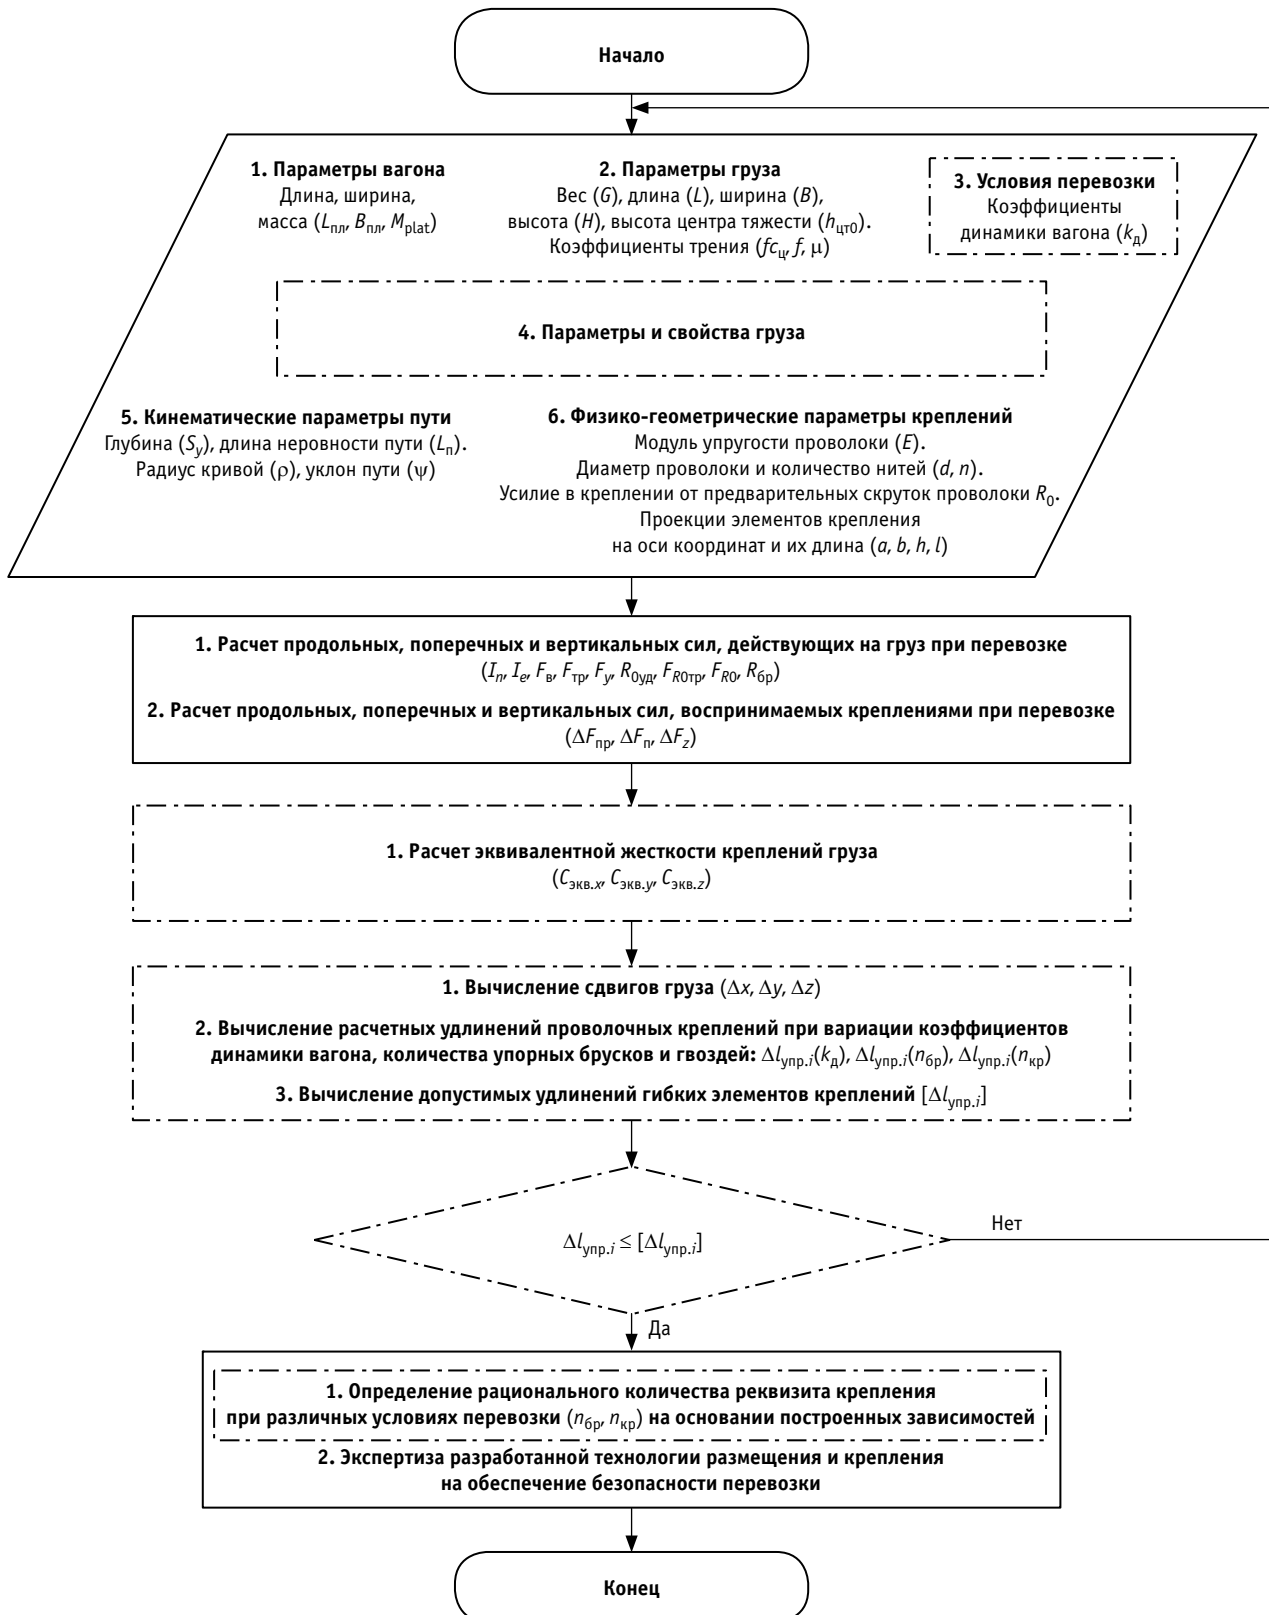 Начало
1. Параметры вагона
Длина, ширина,
масса (Lпл, Bпл, Mplat)
2. Параметры груза
Вес (G), длина (L), ширина (B),
высота (H), высота центра тяжести (hцт0).
Коэффициенты трения (fcц, f, μ)
3. Условия перевозки
Коэффициенты
динамики вагона (kд)
4. Параметры и свойства груза
5. Кинематические параметры пути
Глубина (Sy), длина неровности пути (Lп).
Радиус кривой (ρ), уклон пути (ψ)
6. Физико-геометрические параметры креплений
Модуль упругости проволоки (E).
Диаметр проволоки и количество нитей (d, n).
Усилие в креплении от предварительных скруток проволоки R0.
Проекции элементов крепления
на оси координат и их длина (a, b, h, l)
1. Расчет продольных, поперечных и вертикальных сил, действующих на груз при перевозке
(In, Ie, Fв, Fтр, Fy, R0уд, FR0тр, FR0, Rбр)
2. Расчет продольных, поперечных и вертикальных сил, воспринимаемых креплениями при перевозке
(ΔFпр, ΔFп, ΔFz)
1. Расчет эквивалентной жесткости креплений груза
(Cэкв.x, Cэкв.y, Cэкв.z)
1. Вычисление сдвигов груза (Δx, Δy, Δz)
2. Вычисление расчетных удлинений проволочных креплений при вариации коэффициентов
динамики вагона, количества упорных брусков и гвоздей: Δlупр.i(kд), Δlупр.i(nбр), Δlупр.i(nкр)
3. Вычисление допустимых удлинений гибких элементов креплений [Δlупр.i]
Δlупр.i ≤ [Δlупр.i]
Нет
Да
1. Определение рационального количества реквизита крепления
при различных условиях перевозки (nбр, nкр) на основании построенных зависимостей
2. Экспертиза разработанной технологии размещения и крепления
на обеспечение безопасности перевозки
Конец